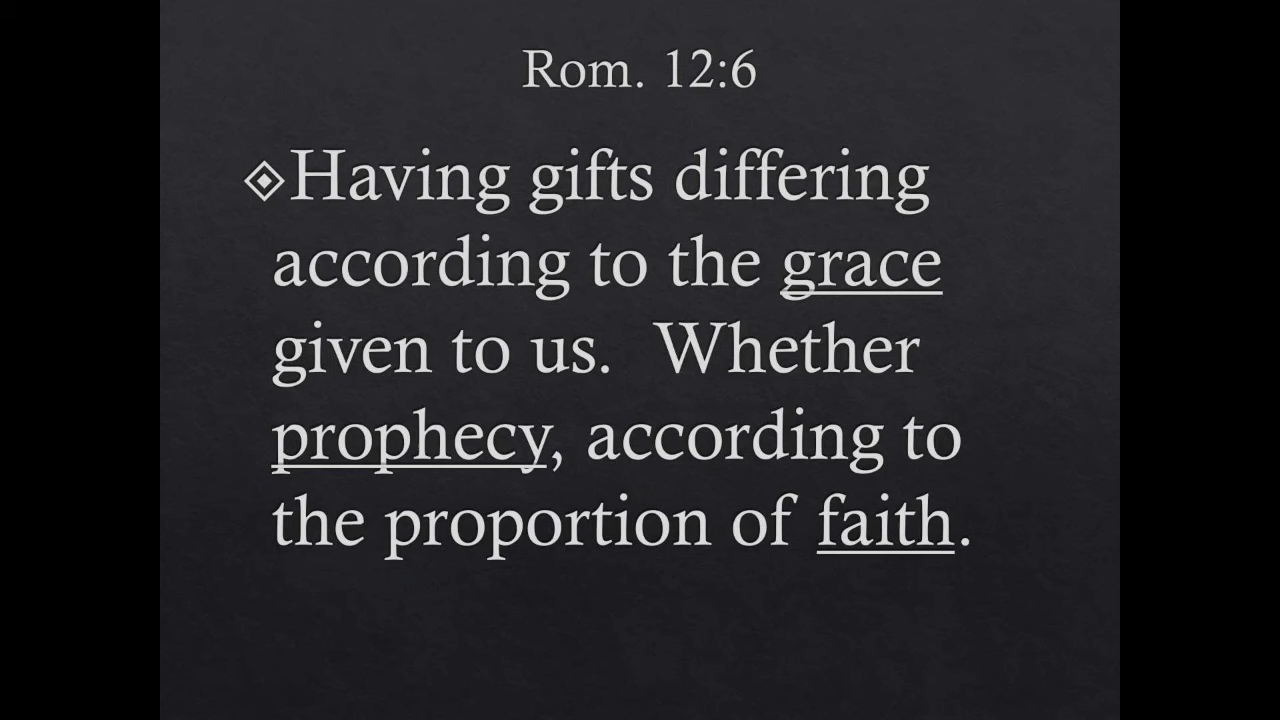 Rom. 12:6
Having gifts differing
according to the grace
given to us.  Whether
prophecy, according to
the proportion of faith.